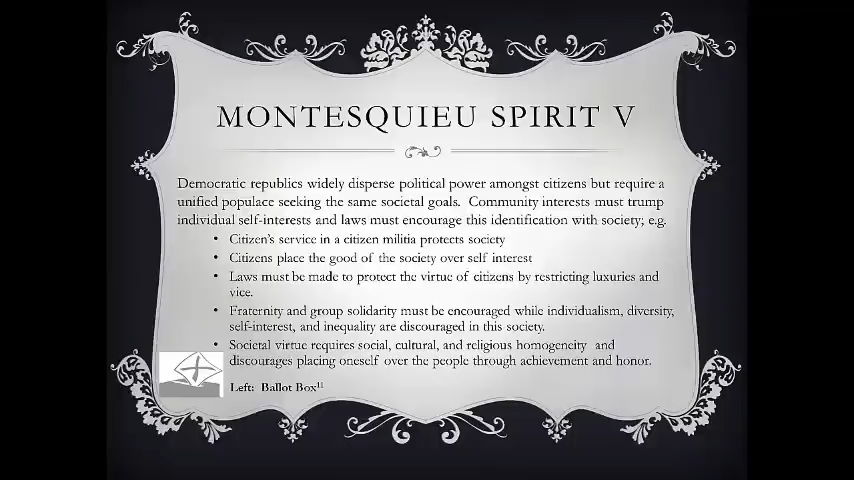 MONTESQUIEU SPIRIT V
Democratic republics widely disperse political power amongst citizens but require a
unified populace seeking the same societal goals. Community interests must trump
individual self-interests and laws must encourage this identification with society; e.g.
• Citizen's service in a citizen militia protects society
• Citizens place the good of the society over self interest
• Laws must be made to protect the virtue of citizens by restricting luxuries and
vice.
• Fraternity and group solidarity must be encouraged while individualism, diversity,
self-interest, and inequality are discouraged in this society.
• Societal virtue requires social, cultural, and religious homogeneity and
discourages placing oneself over the people through achievement and honor.
Left: Ballot Box¹¹